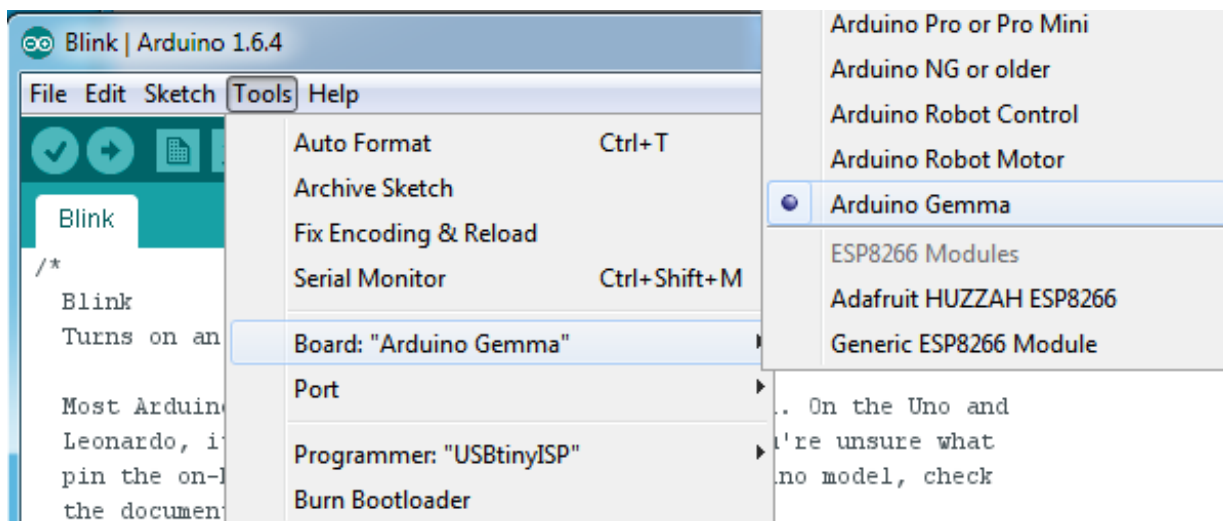 Blink | Arduino 1.6.4
File Edit Sketch Tools Help
Blink
/*
Blink
Turns on an
Most Arduin . On the Uno and
Leonardo, i 're unsure what
pin the on- no model, check
the documen
Auto Format Ctrl+T
Archive Sketch
Fix Encoding & Reload
Serial Monitor Ctrl+Shift+M
Board: "Arduino Gemma"
Port
Programmer: "USBtinyISP"
Burn Bootloader
Arduino Pro or Pro Mini
Arduino NG or older
Arduino Robot Control
Arduino Robot Motor
Arduino Gemma
ESP8266 Modules
Adafruit HUZZAH ESP8266
Generic ESP8266 Module